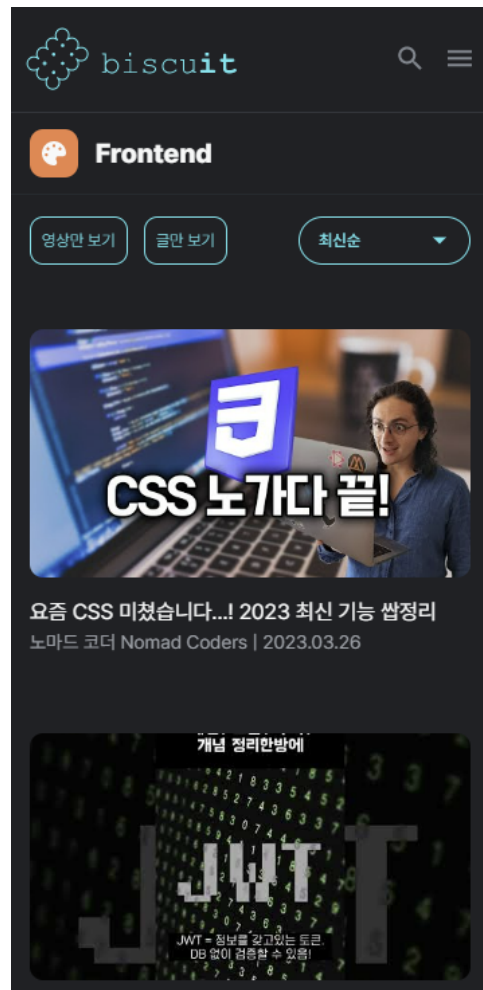 biscuit
Frontend
영상만 보기
글만 보기
최신순
CSS 노가다 끝!
요즘 CSS 미쳤습니다...! 2023 최신 기능 쌉정리
노마드 코더 Nomad Coders | 2023.03.26
개념 정리한방에
JWT
JWT = 정보를 갖고있는 토큰.
DB 없이 검증할 수 있음!